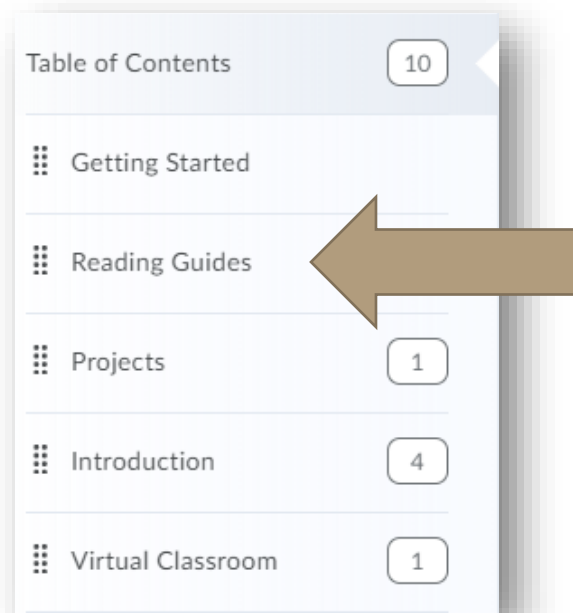 Table of Contents 10
Getting Started
Reading Guides
Projects 1
Introduction 4
Virtual Classroom 1